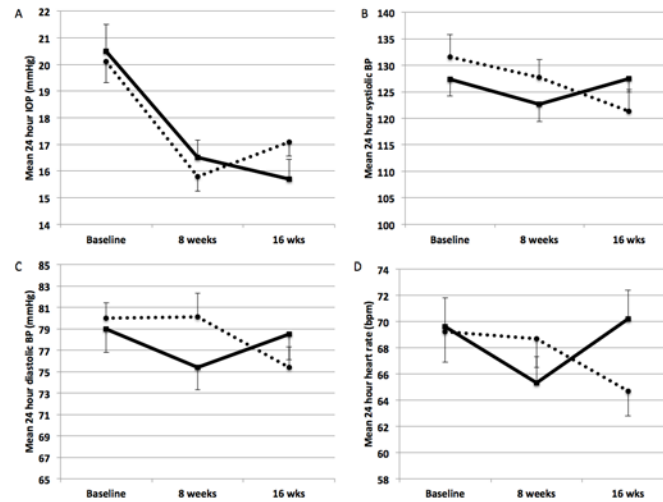 A
Mean 24 hour IOP (mmHg)
22
21
20
19
18
17
16
15
14
Baseline
8 weeks
16 wks
B
Mean 24 hour systiolic BP
140
135
130
125
120
115
110
105
100
Baseline
8 weeks
16 wks
C
Mean 24 hour diastolic BP (mmHg)
85
83
81
79
77
75
73
71
69
67
65
Baseline
8 weeks
16 wks
D
Mean 24 hour heart rate (bpm)
74
72
70
68
66
64
62
60
58
Baseline
8 weeks
16 wks